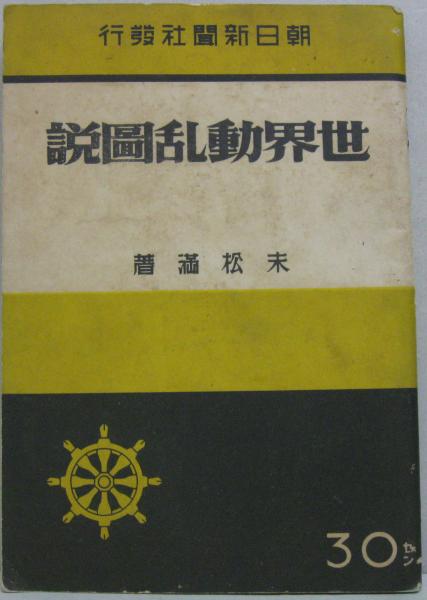 朝日新聞社發行
世界動乱圖説
末松滿著
30セン